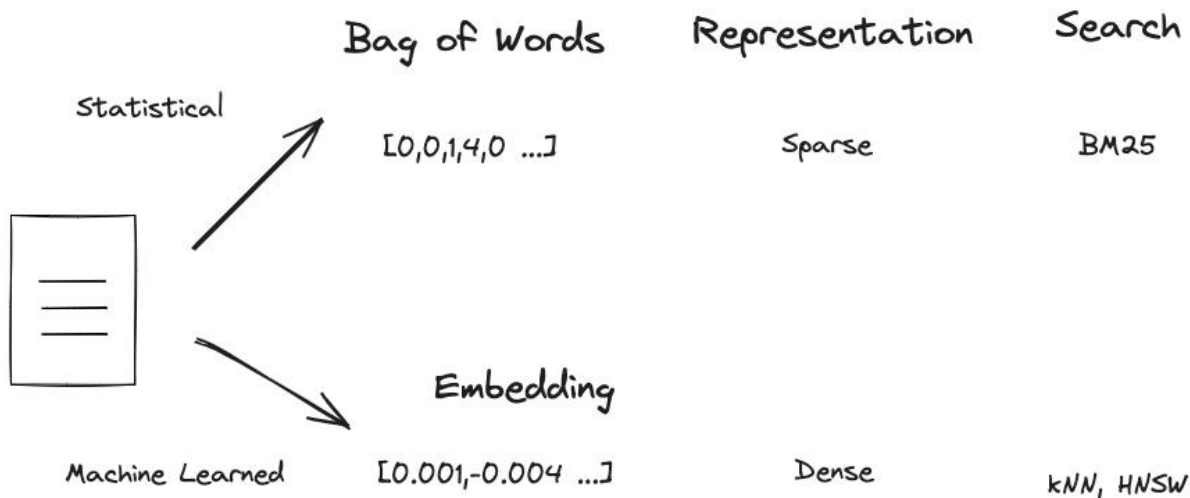 Bag of Words Representation Search
Statistical
[0,0,1,4,0 ...] Sparse BM25
Embedding
Machine Learned [0.001,-0.004 ...] Dense kNN, HNSW